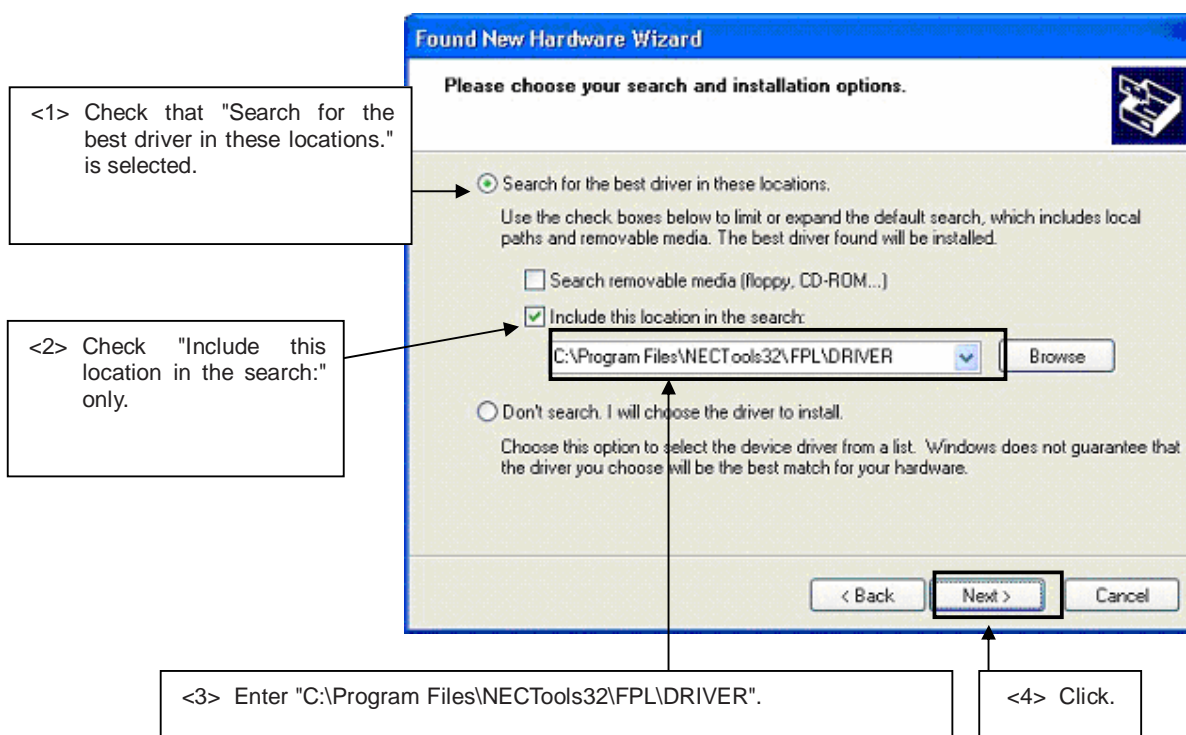 Found New Hardware Wizard
Please choose your search and installation options.
<1> Check that "Search for the
best driver in these locations."
is selected.
Search for the best driver in these locations.
Use the check boxes below to limit or expand the default search, which includes local
paths and removable media. The best driver found will be installed.
Search removable media (floppy, CD-ROM...)
<2> Check "Include this
location in the search:"
only.
Include this location in the search:
C:\Program Files\NECTools32\FPL\DRIVER
Browse
Don't search. I will choose the driver to install.
Choose this option to select the device driver from a list. Windows does not guarantee that
the driver you choose will be the best match for your hardware.
< Back
Next >
Cancel
<3> Enter "C:\Program Files\NECTools32\FPL\DRIVER".
<4> Click.